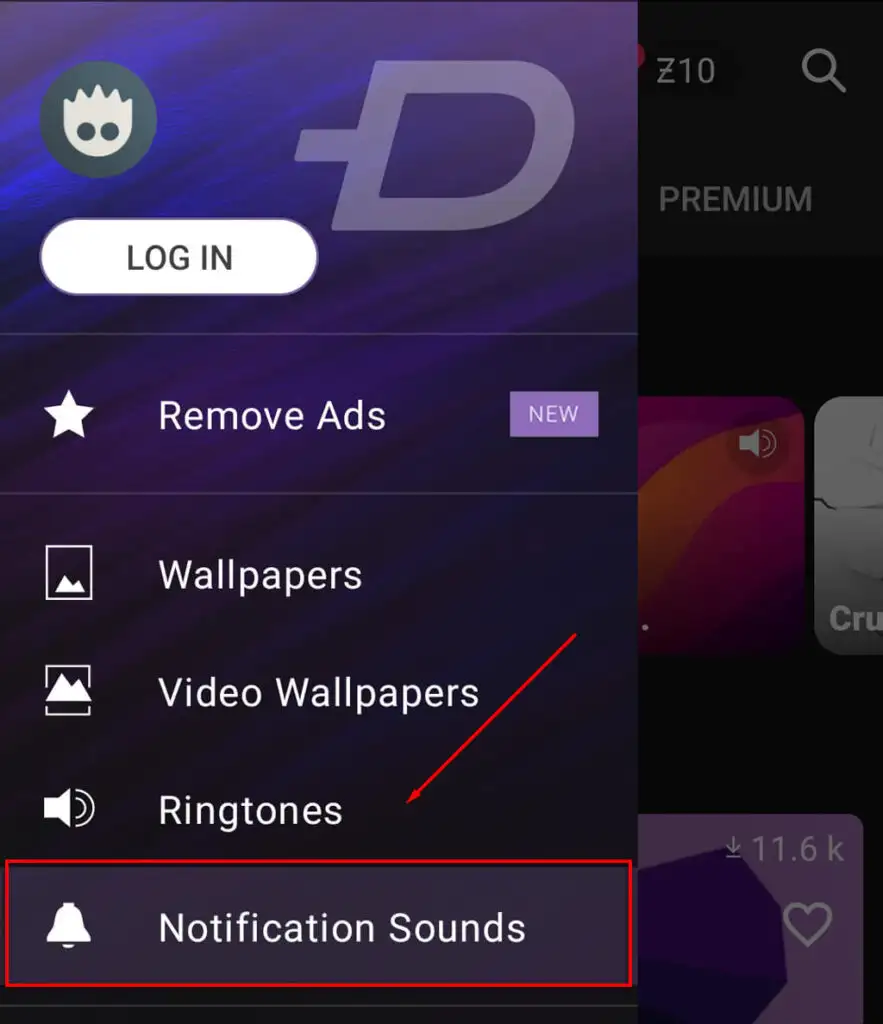 Ƶ10
PREMIUM
LOG IN
Remove Ads
NEW
Wallpapers
Video Wallpapers
Ringtones
Notification Sounds
.
Cru
11.6 k